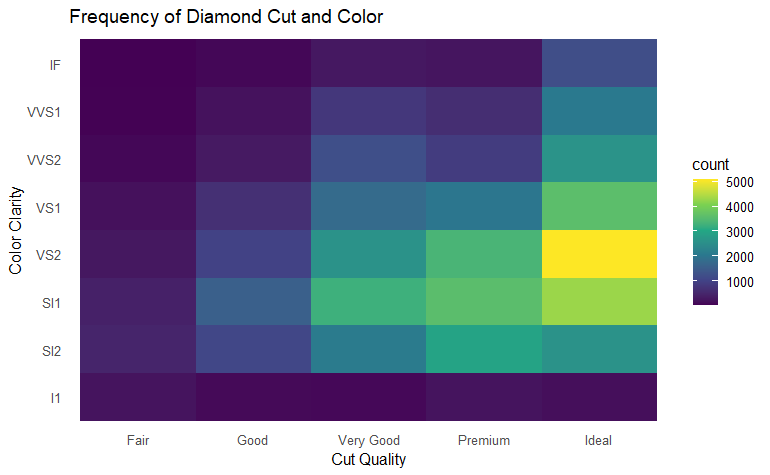 Frequency of Diamond Cut and Color
Color Clarity
IF
VVS1
VVS2
VS1
VS2
SI1
SI2
I1
Fair
Good
Very Good
Premium
Ideal
Cut Quality
count
5000
4000
3000
2000
1000